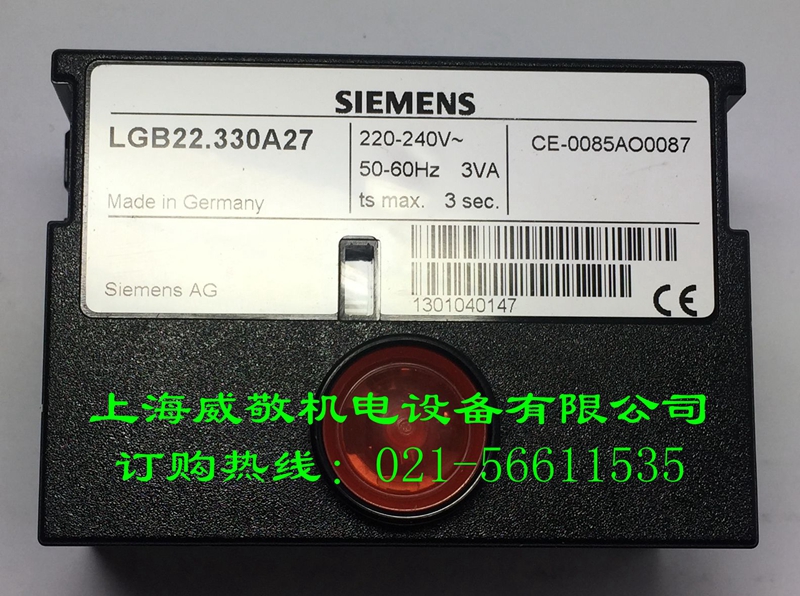 SIEMENS
LGB22.330A27
220-240V~
50-60Hz 3VA
ts max. 3 sec.
CE-0085AO0087
Made in Germany
Siemens AG
1301040147
CE
上海威敬机电设备有限公司
订购热线：021-56611535